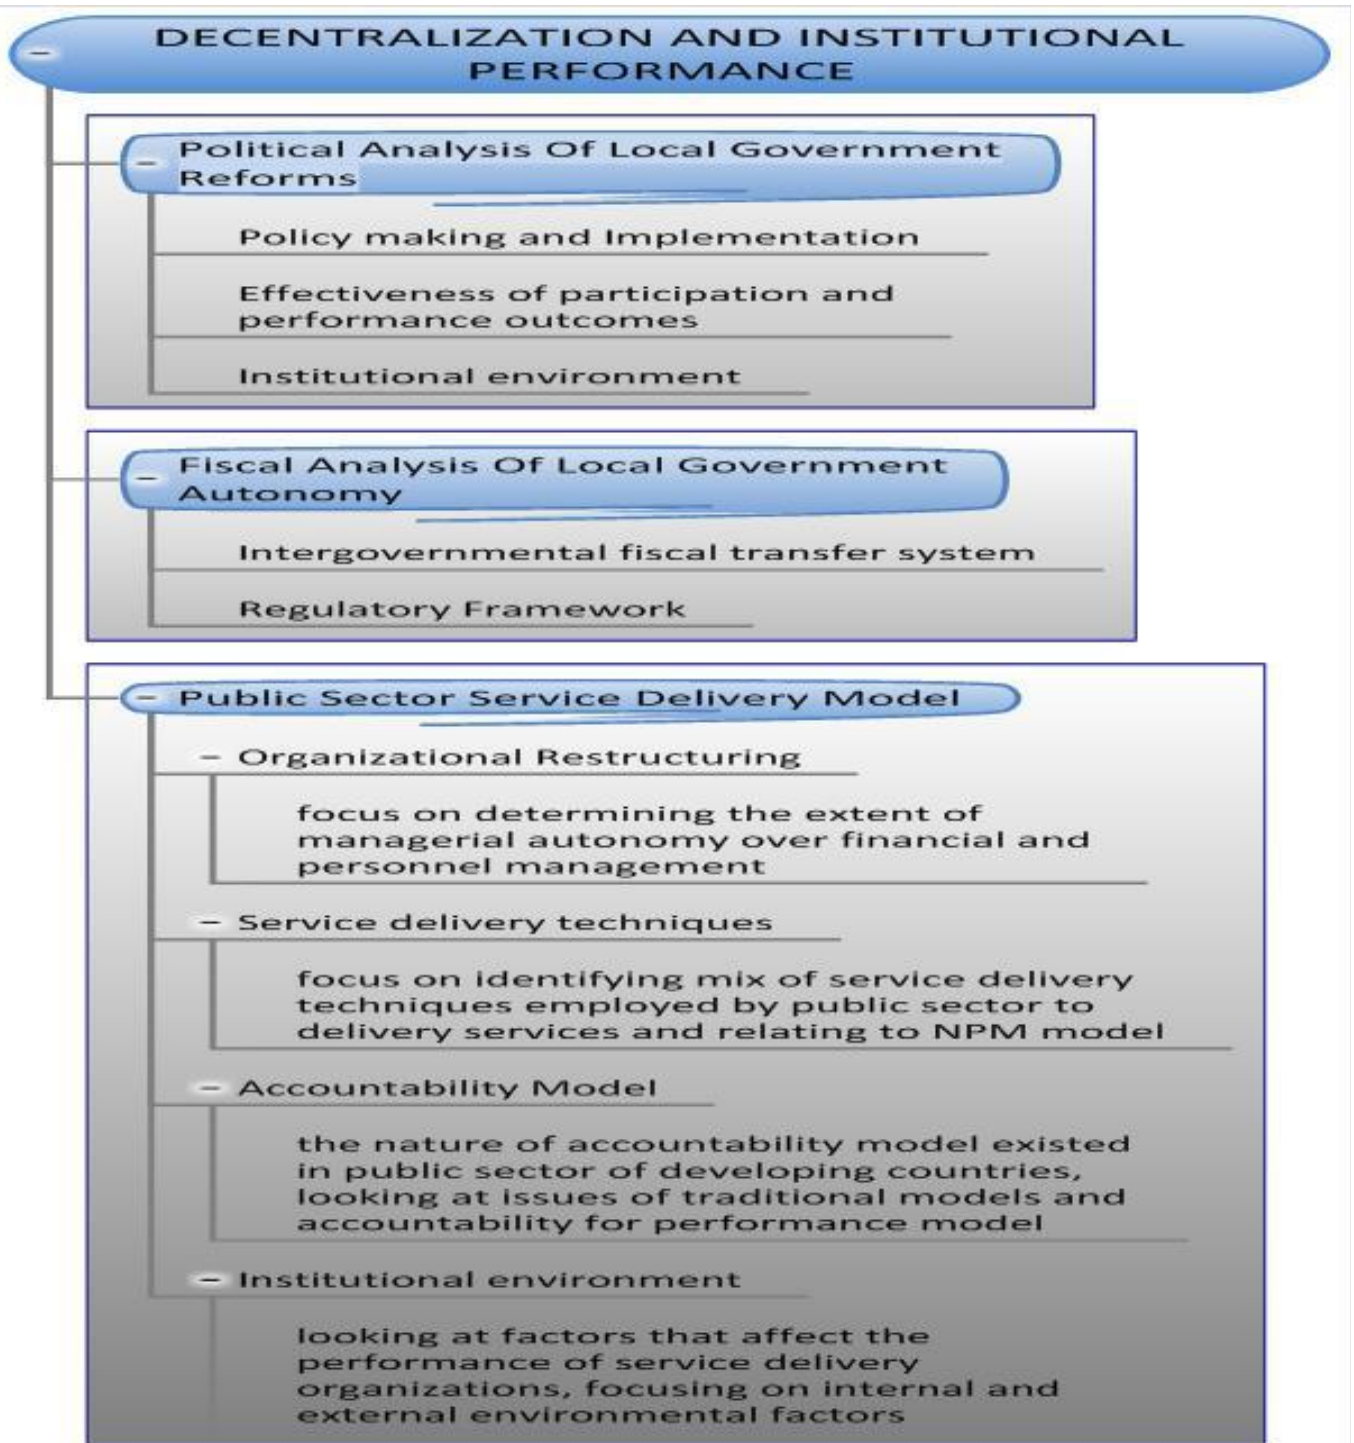 DECENTRALIZATION AND INSTITUTIONAL
PERFORMANCE
Political Analysis Of Local Government
Reforms
Policy making and Implementation
Effectiveness of participation and
performance outcomes
Institutional environment
Fiscal Analysis Of Local Government
Autonomy
Intergovernmental fiscal transfer system
Regulatory Framework
Public Sector Service Delivery Model
Organizational Restructuring
focus on determining the extent of
managerial autonomy over financial and
personnel management
Service delivery techniques
focus on identifying mix of service delivery
techniques employed by public sector to
delivery services and relating to NPM model
Accountability Model
the nature of accountability model existed
in public sector of developing countries,
looking at issues of traditional models and
accountability for performance model
Institutional environment
looking at factors that affect the
performance of service delivery
organizations, focusing on internal and
external environmental factors